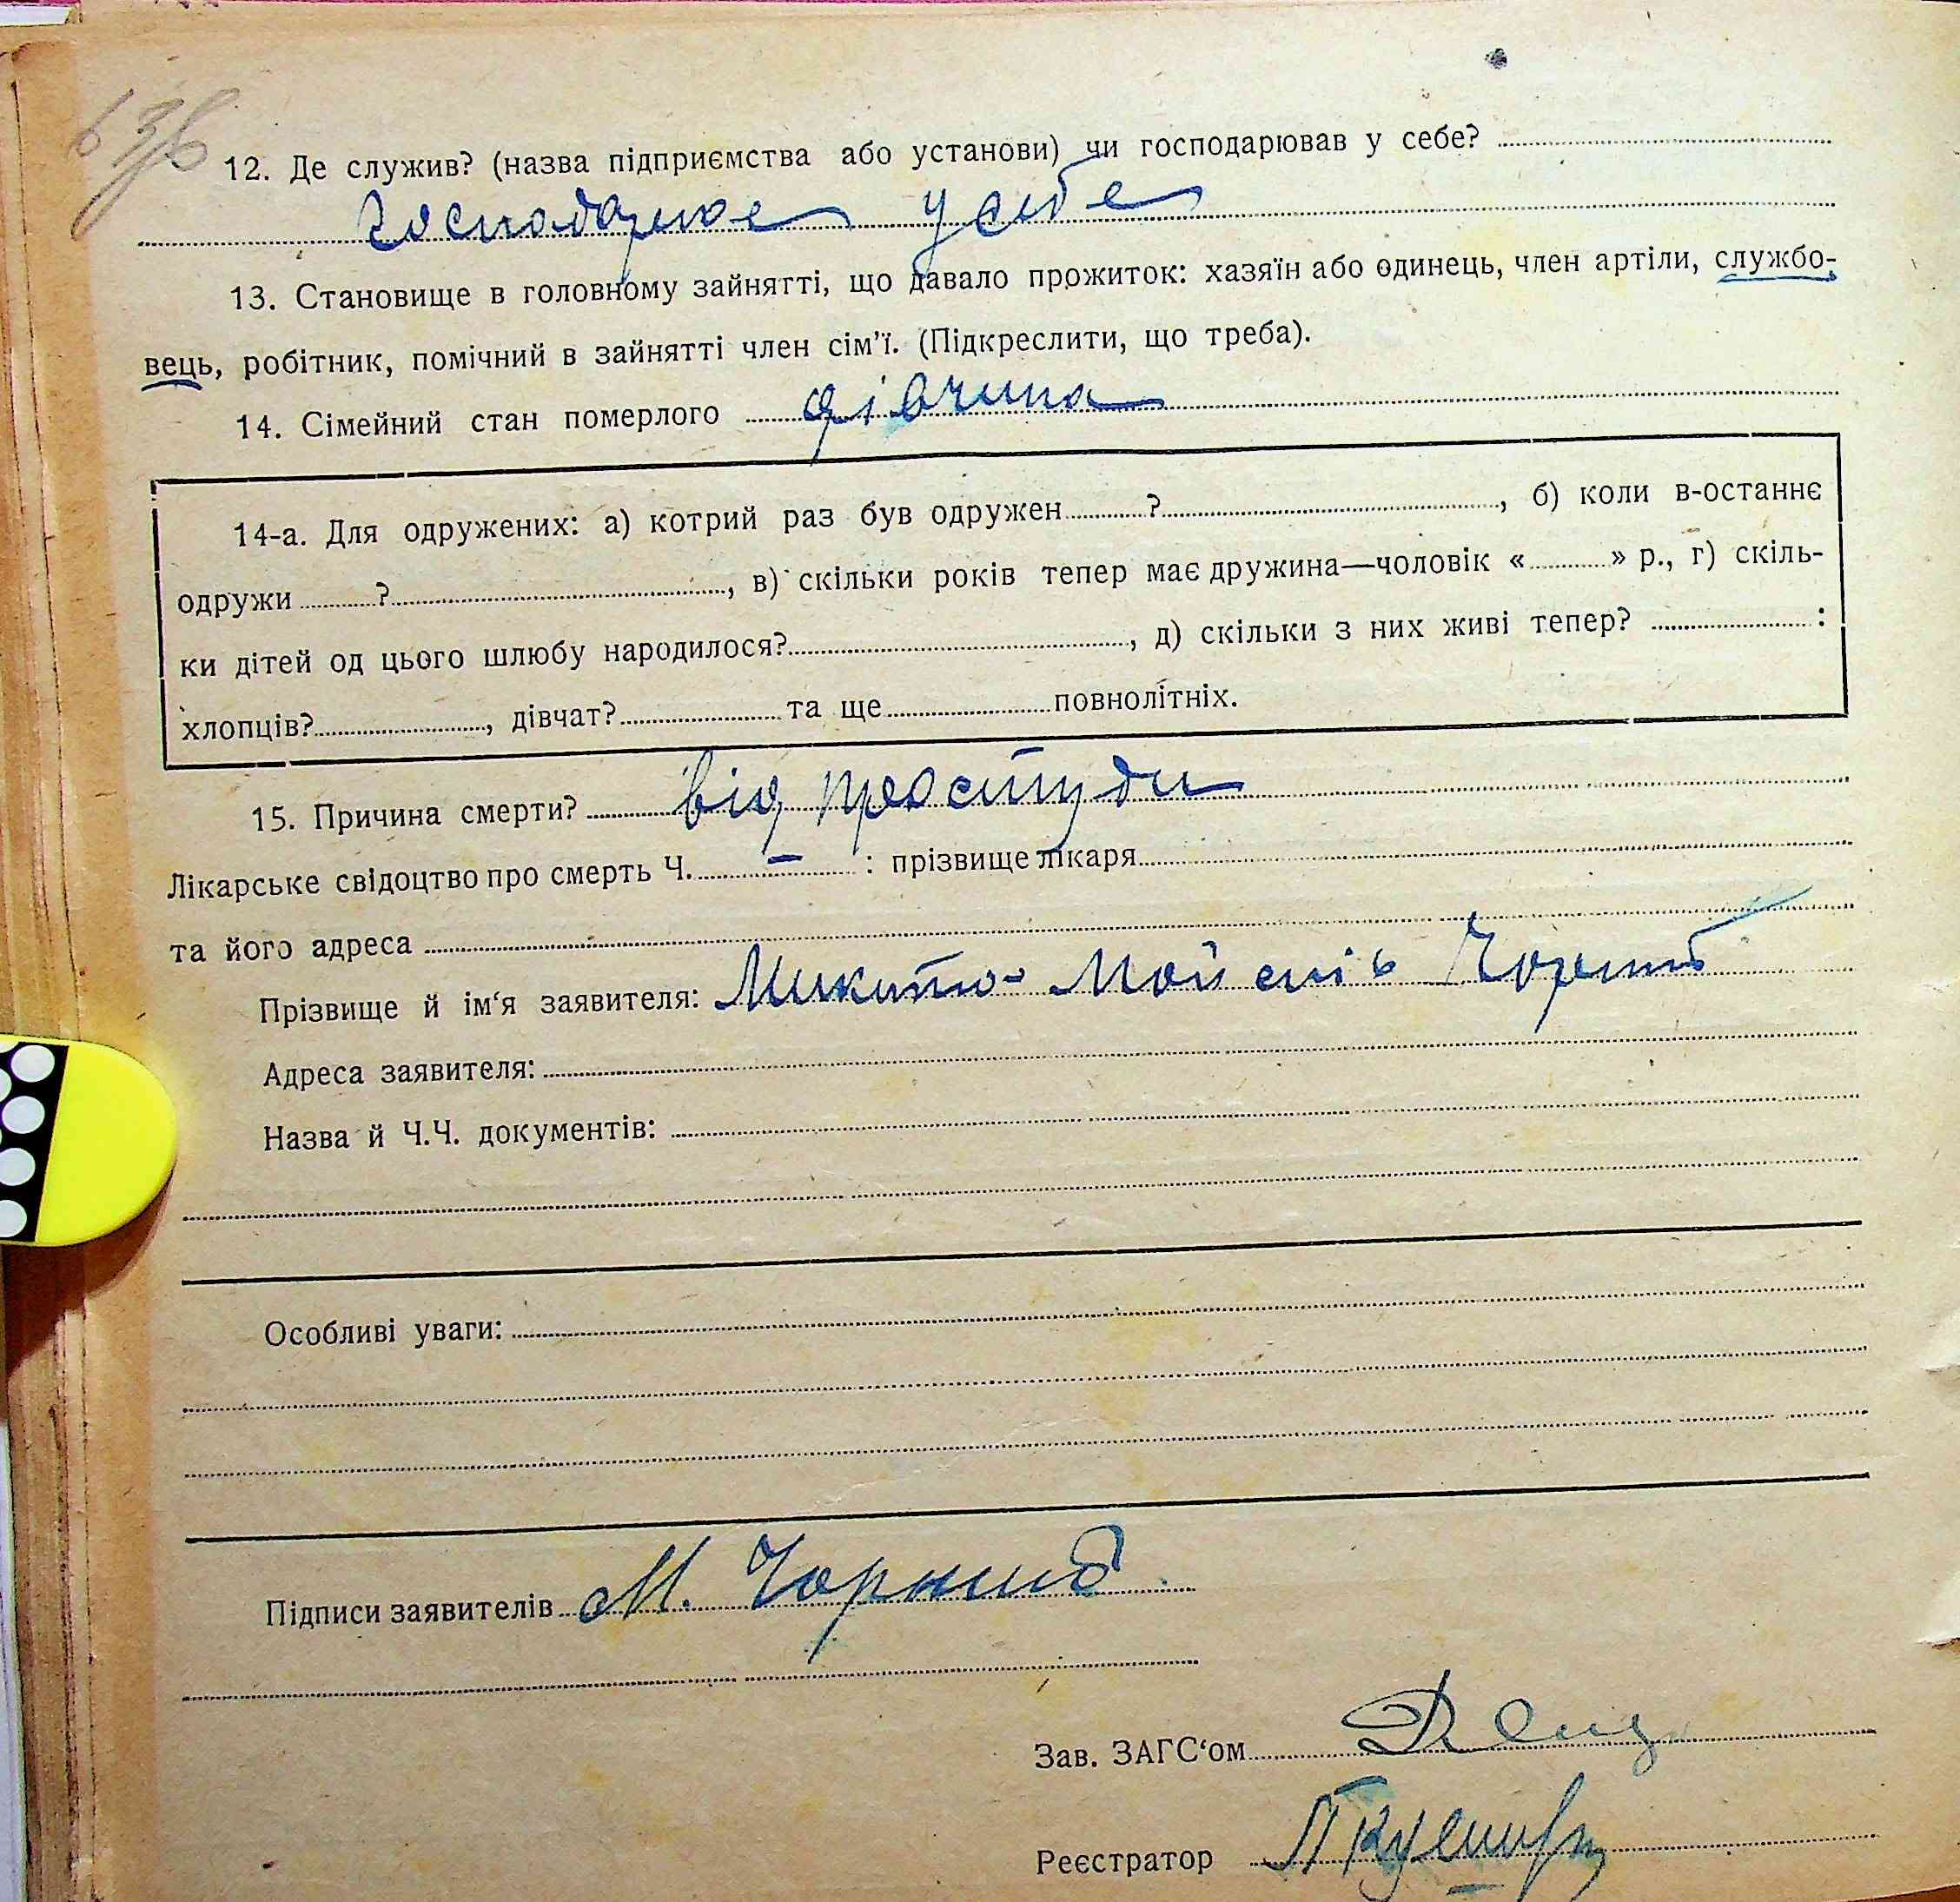 12. Де служив? (назва підприємства або установи) чи господарював у себе?
господарює у себе
13. Становище в головному зайнятті, що давало прожиток: хазяїн або одинець, член артіли, службо-
вець, робітник, помічний в зайнятті член сім'ї. (Підкреслити, що треба).
14. Сімейний стан померлого дівчина
14-а. Для одружених: а) котрий раз був одружен ?, б) коли в-останнє
одружи ?, в) скільки років тепер має дружина—чоловік « » р., г) скіль-
ки дітей од цього шлюбу народилося?, д) скільки з них живі тепер? :
хлопців?, дівчат? та ще повнолітніх.
15. Причина смерти? від простуди
Лікарське свідоцтво про смерть Ч. — : прізвище лікаря
та його адреса
Прізвище й ім‘я заявителя: Микита Мойсеїв Чорний
Адреса заявителя:
Назва й Ч.Ч. документів:
Особливі уваги:
Підписи заявителів М. Чорний
Зав. ЗАГС‘ом
Реєстратор